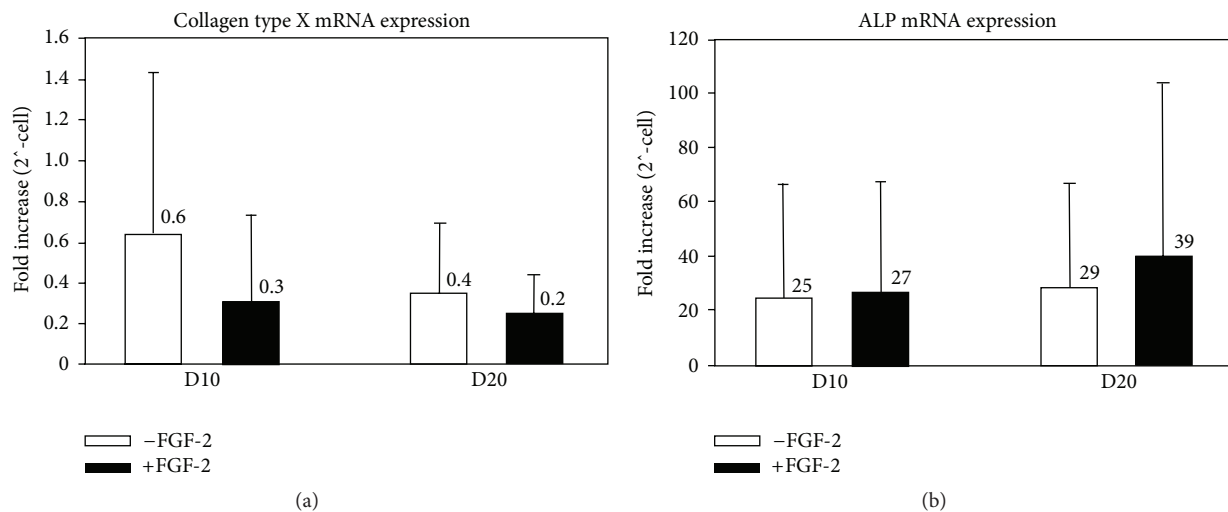 Collagen type X mRNA expression
Fold increase (2^-cell)
1.6
1.4
1.2
1.0
0.8
0.6
0.4
0.2
0
0.6
0.3
0.4
0.2
D10
D20
−FGF-2
+FGF-2
(a)
ALP mRNA expression
Fold increase (2^-cell)
120
100
80
60
40
20
0
25
27
29
39
D10
D20
−FGF-2
+FGF-2
(b)